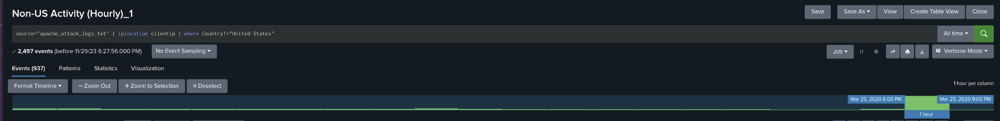 Non-US Activity (Hourly)_1
Save
Save As
View
Create Table View
Close
source="apache_attack_logs.txt" | iplocation clientip | where Country!="United States"
All time
2,497 events (before 11/29/23 6:27:56.000 PM)
No Event Sampling
Job
Verbose Mode
Events (937)
Patterns
Statistics
Visualization
Format Timeline
— Zoom Out
+ Zoom to Selection
× Deselect
1 hour per column
Mar 25, 2020 8:00 PM
Mar 25, 2020 9:00 PM
1 hour